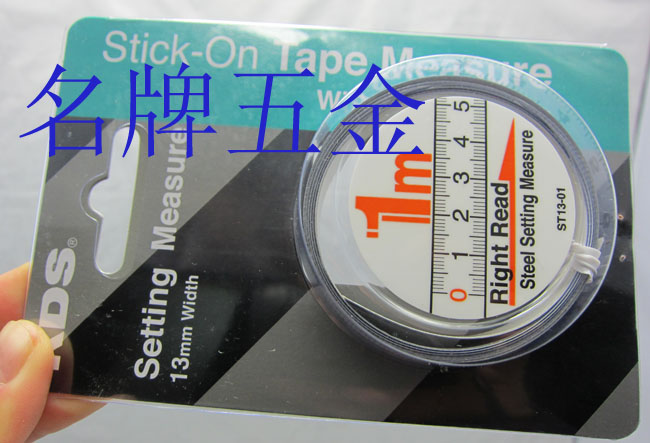 Stick-On Tape Measure
名牌五金
Setting Measure
13mm Width
KDS®
1m
0 1 2 3 4 5
Right Read
Steel Setting Measure
ST13-01